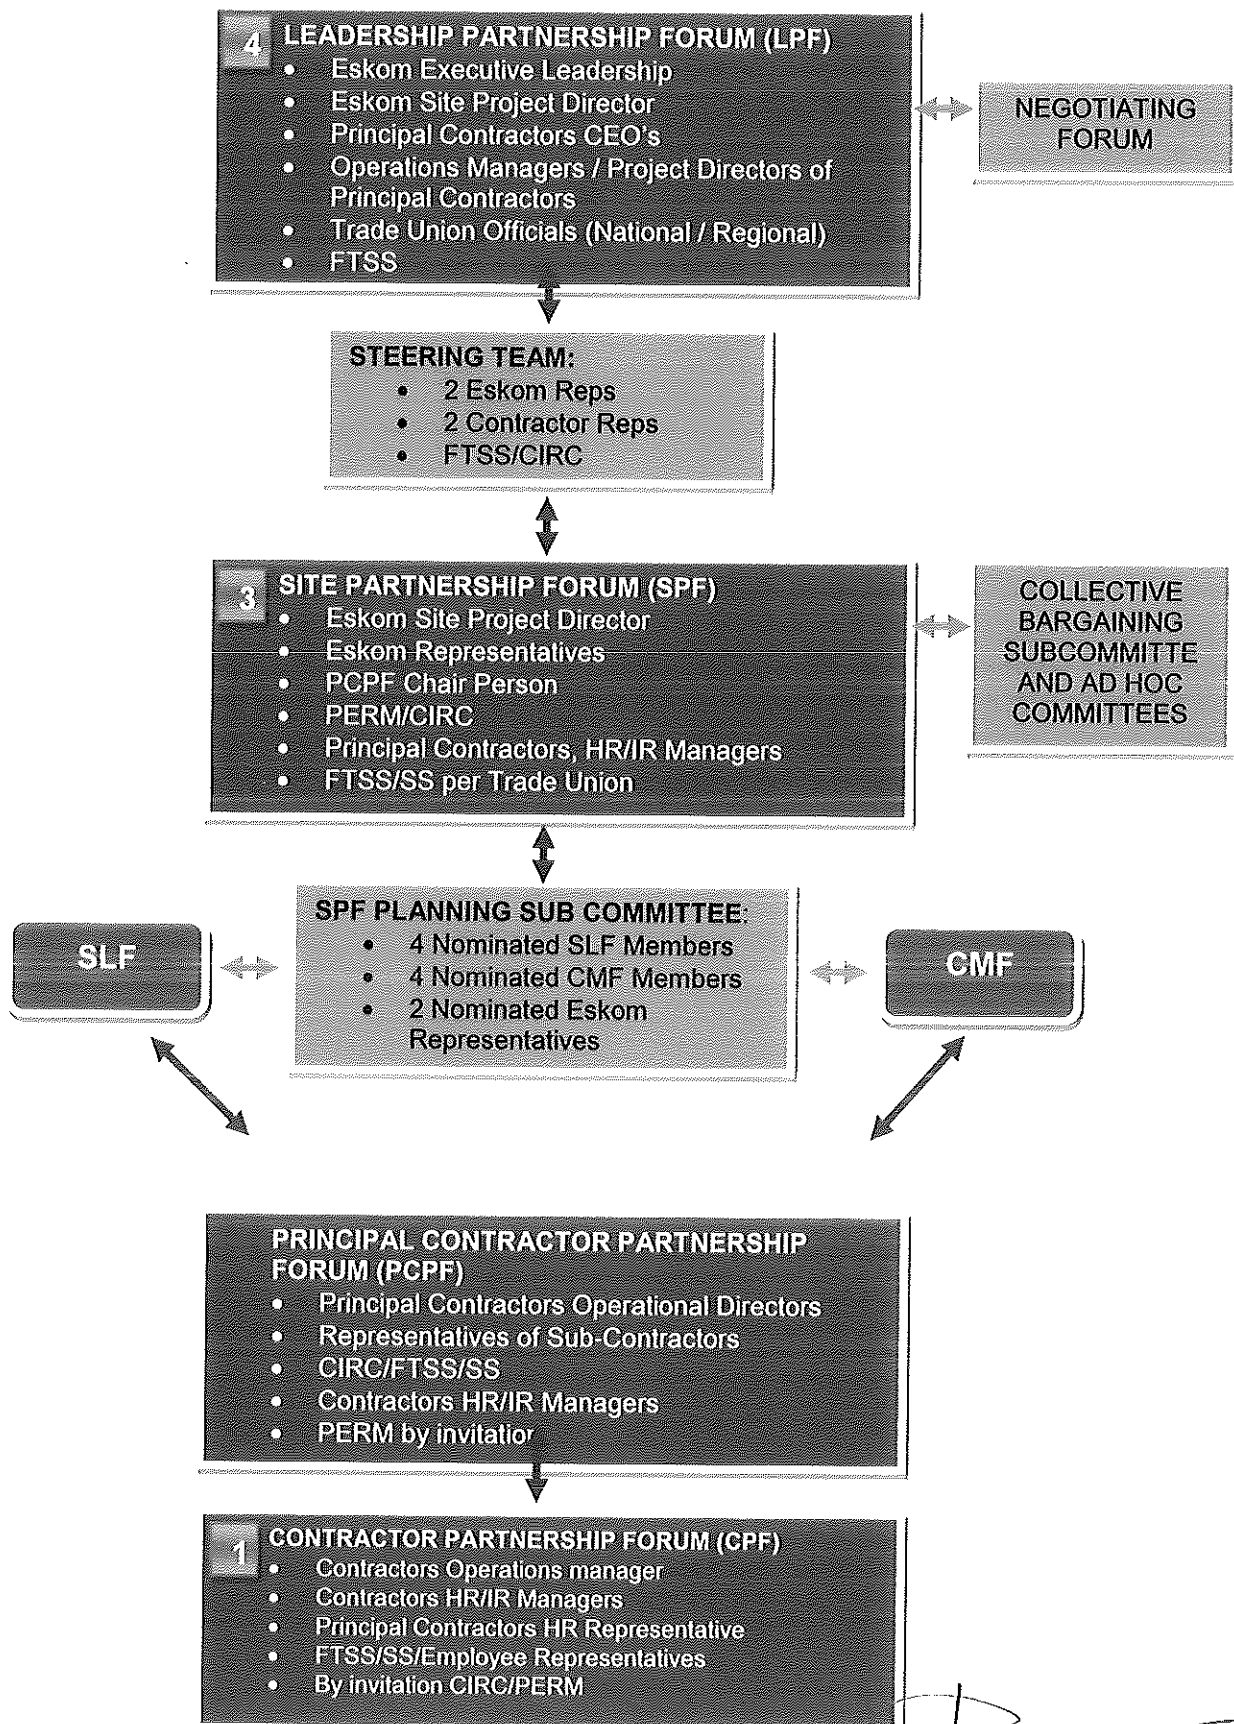 4 LEADERSHIP PARTNERSHIP FORUM (LPF)
• Eskom Executive Leadership
• Eskom Site Project Director
• Principal Contractors CEO's
• Operations Managers / Project Directors of
Principal Contractors
• Trade Union Officials (National / Regional)
• FTSS
NEGOTIATING
FORUM
STEERING TEAM:
• 2 Eskom Reps
• 2 Contractor Reps
• FTSS/CIRC
3 SITE PARTNERSHIP FORUM (SPF)
• Eskom Site Project Director
• Eskom Representatives
• PCPF Chair Person
• PERM/CIRC
• Principal Contractors, HR/IR Managers
• FTSS/SS per Trade Union
COLLECTIVE
BARGAINING
SUBCOMMITTE
AND AD HOC
COMMITTEES
SLF
SPF PLANNING SUB COMMITTEE:
• 4 Nominated SLF Members
• 4 Nominated CMF Members
• 2 Nominated Eskom
Representatives
CMF
PRINCIPAL CONTRACTOR PARTNERSHIP
FORUM (PCPF)
• Principal Contractors Operational Directors
• Representatives of Sub-Contractors
• CIRC/FTSS/SS
• Contractors HR/IR Managers
• PERM by invitation
1 CONTRACTOR PARTNERSHIP FORUM (CPF)
• Contractors Operations manager
• Contractors HR/IR Managers
• Principal Contractors HR Representative
• FTSS/SS/Employee Representatives
• By invitation CIRC/PERM